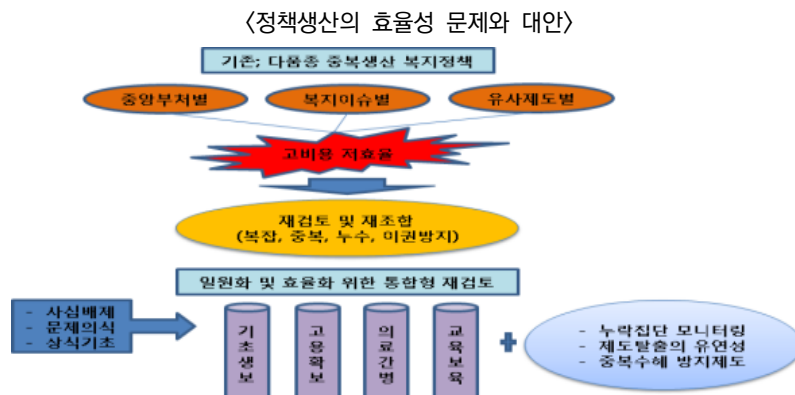 〈정책생산의 효율성 문제와 대안〉
기존; 다품종 중복생산 복지정책
중앙부처별
복지이슈별
유사제도별
고비용 저효율
재검토 및 재조합
(복잡, 중복, 누수, 미권방지)
일원화 및 효율화 위한 통합형 재검토
- 사심배제
- 문제의식
- 상식기초
기초생보
고용확보
의료간병
교육보육
- 누락집단 모니터링
- 제도탈출의 유연성
- 중복수혜 방지제도